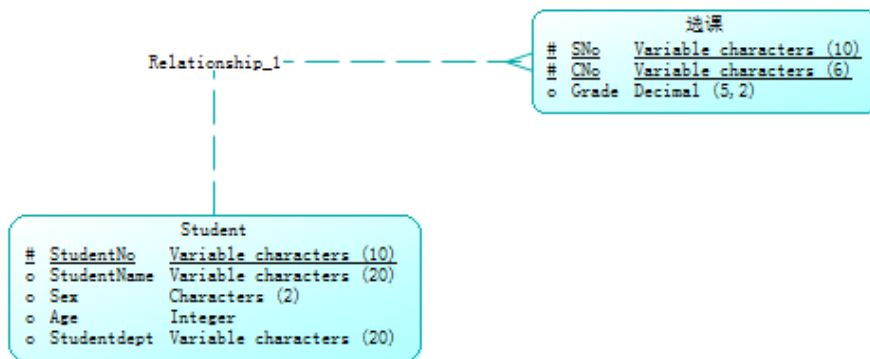 选课
# SNo Variable characters (10)
# CNo Variable characters (6)
o Grade Decimal (5,2)
Relationship_1
Student
# StudentNo Variable characters (10)
o StudentName Variable characters (20)
o Sex Characters (2)
o Age Integer
o Studentdept Variable characters (20)